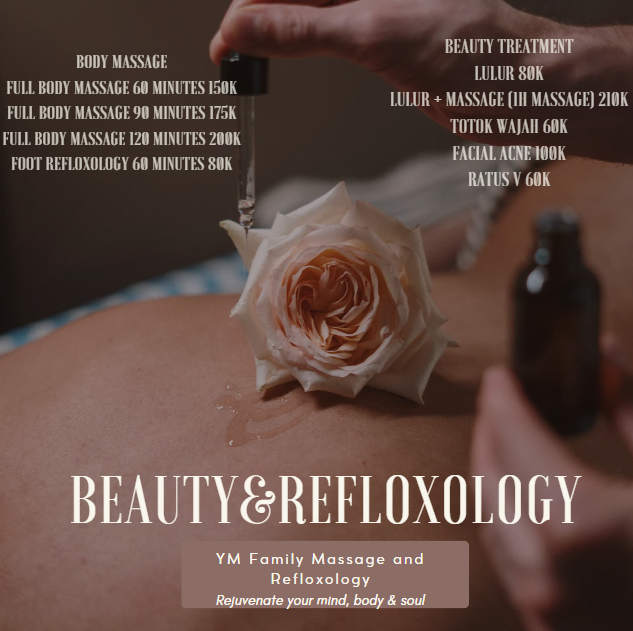 BODY MASSAGE
FULL BODY MASSAGE 60 MINUTES 150K
FULL BODY MASSAGE 90 MINUTES 175K
FULL BODY MASSAGE 120 MINUTES 200K
FOOT REFLOXOLOGY 60 MINUTES 80K
BEAUTY TREATMENT
LULUR 80K
LULUR + MASSAGE (1H MASSAGE) 210K
TOTOK WAJAH 60K
FACIAL ACNE 100K
RATUS V 60K
BEAUTY&REFLOXOLOGY
YM Family Massage and
Refloxology
Rejuvenate your mind, body & soul